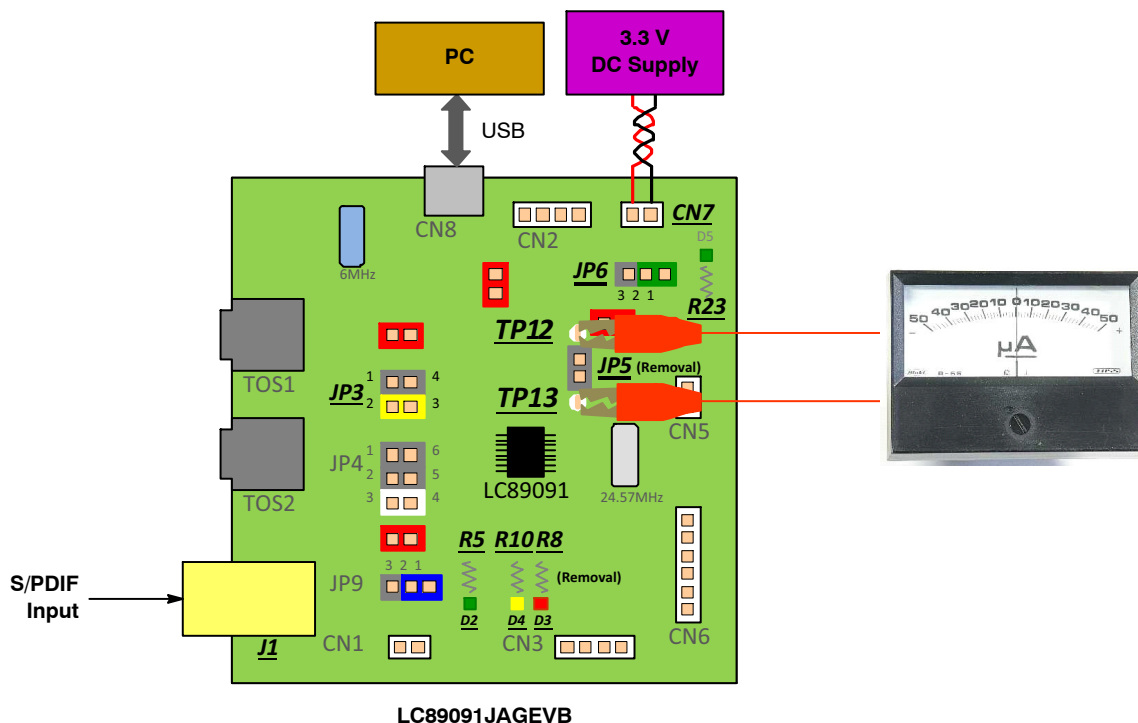 PC
3.3 V
DC Supply
USB
CN8
CN2
CN7
D5
6MHz
JP6
3 2 1
R23
TOS1
TP12
JP5 (Removal)
1 4
JP3
2 3
TP13
CN5
50 40 30 20 10 0 10 20 30 40 50
− +
µA
TOS2
JP4
1 6
2 5
3 4
LC89091
24.57MHz
R5 R10 R8
(Removal)
3 2 1
JP9
D2 D4 D3
S/PDIF
Input
J1
CN1
CN3
CN6
LC89091JAGEVB